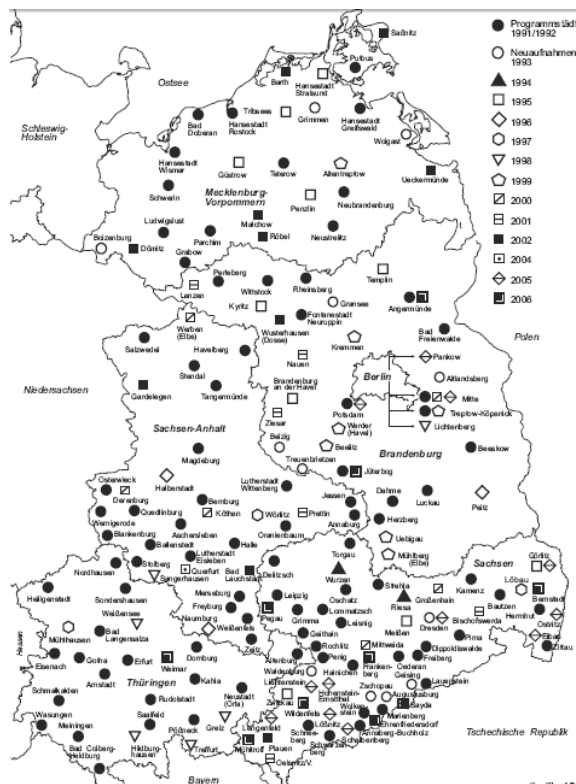 Programmstädte
1991/1992
Neuaufnahmen
1993
1994
1995
1996
1997
1998
1999
2000
2001
2002
2004
2005
2006
Saßnitz
Putbus
Ostsee
Barth
Hansestadt
Stralsund
Schleswig-
Holstein
Bad
Doberan
Hansestadt
Rostock
Tribsees
Grimmen
Hansestadt
Greifswald
Wolgast
Hansestadt
Wismar
Güstrow
Teterow
Altentreptow
Ueckermünde
Schwerin
Mecklenburg-
Vorpommern
Penzlin
Neubrandenburg
Ludwigslust
Malchow
Boizenburg
Dömitz
Parchim
Röbel
Neustrelitz
Grabow
Perleberg
Wittstock
Rheinsberg
Templin
Lenzen
Kyritz
Gransee
Angermünde
Werben
(Elbe)
Wusterhausen
(Dosse)
Fontanestadt
Neuruppin
Bad
Freienwalde
Polen
Salzwedel
Havelberg
Kremmen
Stendal
Nauen
Pankow
Niedersachsen
Gardelegen
Tangermünde
Brandenburg
an der Havel
Berlin
Altlandsberg
Mitte
Potsdam
Treptow-Köpenick
Ziesar
Werder
(Havel)
Lichtenberg
Sachsen-Anhalt
Belzig
Beelitz
Brandenburg
Beeskow
Magdeburg
Treuenbrietzen
Jüterbog
Osterwieck
Halberstadt
Lutherstadt
Wittenberg
Derenburg
Bernburg
Jessen
Dahme
Luckau
Peitz
Quedlinburg
Köthan
Wörlitz
Prettin
Wernigerode
Aschersleben
Oranienbaum
Annaburg
Herzberg
Blankenburg
Ballenstedt
Halle
Uebigau
Stolberg
Lutherstadt
Eisleben
Torgau
Mühlberg
(Elbe)
Sachsen
Görlitz
Nordhausen
Sangerhausen
Querfurt
Bad
Lauchstädt
Delitzsch
Wurzen
Strehla
Kamenz
Löbau
Heiligenstadt
Sondershausen
Merseburg
Leipzig
Oschatz
Riesa
Großenhain
Bautzen
Bernstadt
Weißensee
Freyburg
Pegau
Grimma
Lommatzsch
Bischofswerda
Herrnhut
Ostritz
Mühlhausen
Naumburg
Leisnig
Meißen
Dresden
Eibau
Hessen
Bad
Langensalza
Weißenfels
Geithain
Pirna
Zittau
Eisenach
Zeitz
Rochlitz
Mittweida
Dippoldiswalde
Gotha
Erfurt
Weimar
Dornburg
Altenburg
Penig
Franken-
berg
Freiberg
Waldenburg
Hainichen
Oederan
Geising
Arnstadt
Kahla
Lichtenstein
Hohenstein-
Ernstthal
Zschopau
Lauenstein
Thüringen
Zwickau
Augustusburg
Schmalkalden
Rudolstadt
Neustadt
(Orla)
Wolken-
stein
Sayda
Wildenfels
Marienberg
Wasungen
Saalfeld
Lößnitz
Ehrenfriedersdorf
Meiningen
Pößneck
Greiz
Lengenfeld
Schnee-
berg
Annaberg-Buchholz
Scheibenberg
Tschechische Republik
Bad Colberg-
Heldburg
Hildburg-
hausen
Treffurt
Mühltroff
Plauen
Schwarzen-
berg
Oelsnitz/V.
Bayern